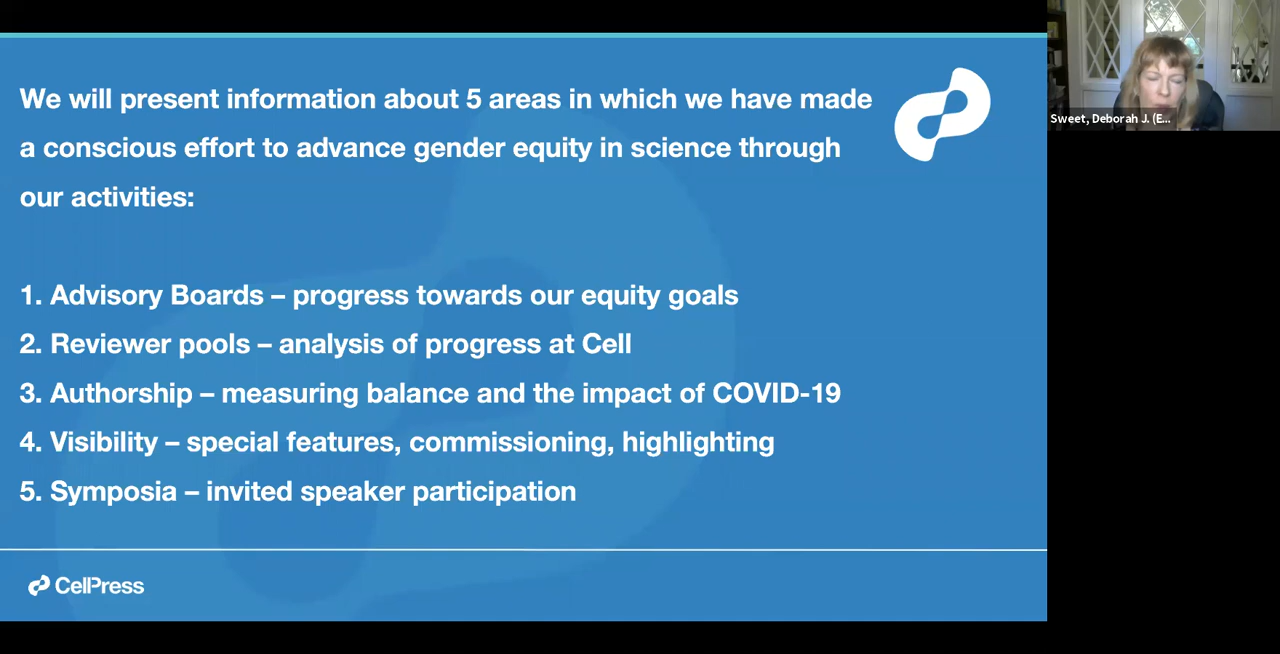 We will present information about 5 areas in which we have made
a conscious effort to advance gender equity in science through
our activities:
1. Advisory Boards – progress towards our equity goals
2. Reviewer pools – analysis of progress at Cell
3. Authorship – measuring balance and the impact of COVID-19
4. Visibility – special features, commissioning, highlighting
5. Symposia – invited speaker participation
CellPress
Sweet, Deborah J. (E...